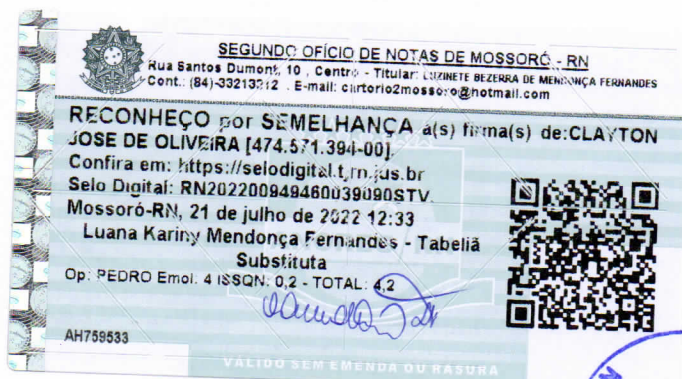 SEGUNDO OFÍCIO DE NOTAS DE MOSSORÓ - RN
Rua Santos Dumont, 10 , Centro - Titular: LUZINETE BEZERRA DE MENDONÇA FERNANDES
Cont.: (84)-33213212 . E-mail: cartorio2mossoro@hotmail.com
RECONHEÇO por SEMELHANÇA a(s) firma(s) de:CLAYTON
JOSE DE OLIVEIRA [474.571.394-00].
Confira em: https://selodigital.tjrn.jus.br
Selo Digital: RN202200949460039090STV.
Mossoró-RN, 21 de julho de 2022 12:33
Luana Kariny Mendonça Fernandes - Tabeliã
Substituta
Op: PEDRO Emol: 4 ISSQN: 0,2 - TOTAL: 4,2
AH759533
VALIDO SEM EMENDA OU RASURA